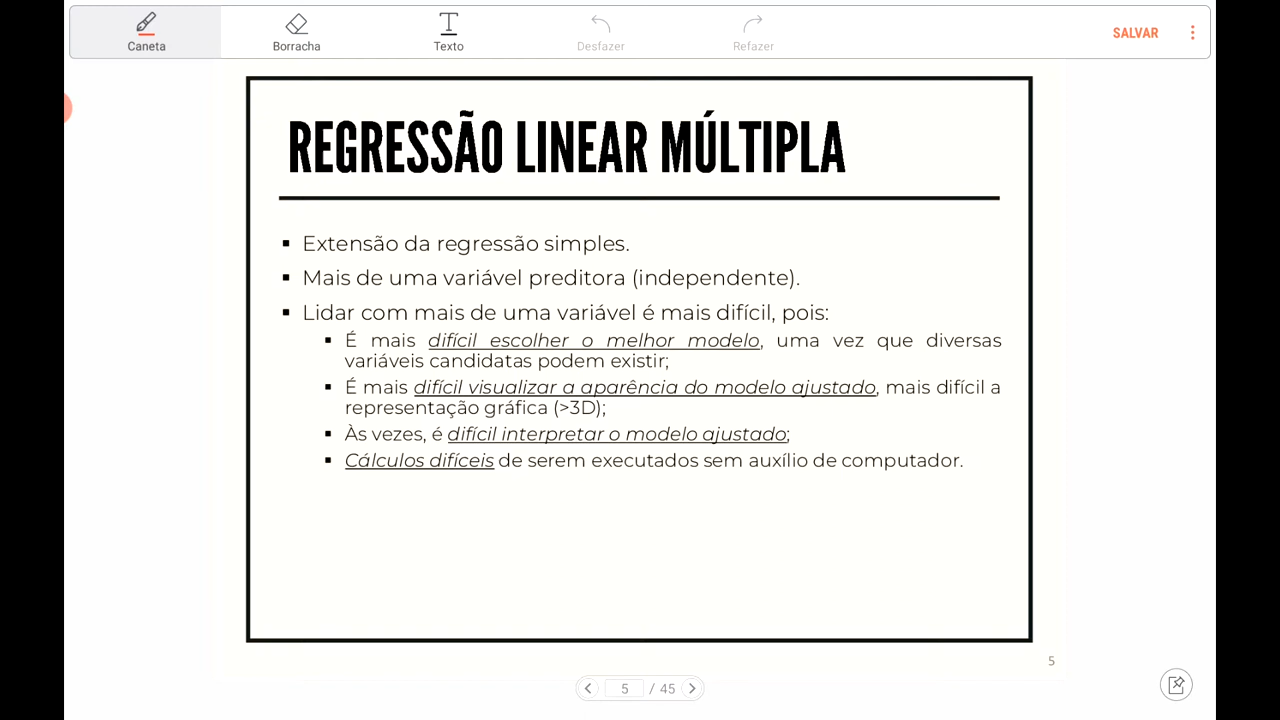 Caneta
Borracha
Texto
Desfazer
Refazer
SALVAR
REGRESSÃO LINEAR MÚLTIPLA
▪ Extensão da regressão simples.
▪ Mais de uma variável preditora (independente).
▪ Lidar com mais de uma variável é mais difícil, pois:
▪ É mais difícil escolher o melhor modelo, uma vez que diversas
variáveis candidatas podem existir;
▪ É mais difícil visualizar a aparência do modelo ajustado, mais difícil a
representação gráfica (>3D);
▪ Às vezes, é difícil interpretar o modelo ajustado;
▪ Cálculos difíceis de serem executados sem auxílio de computador.
5
5 / 45